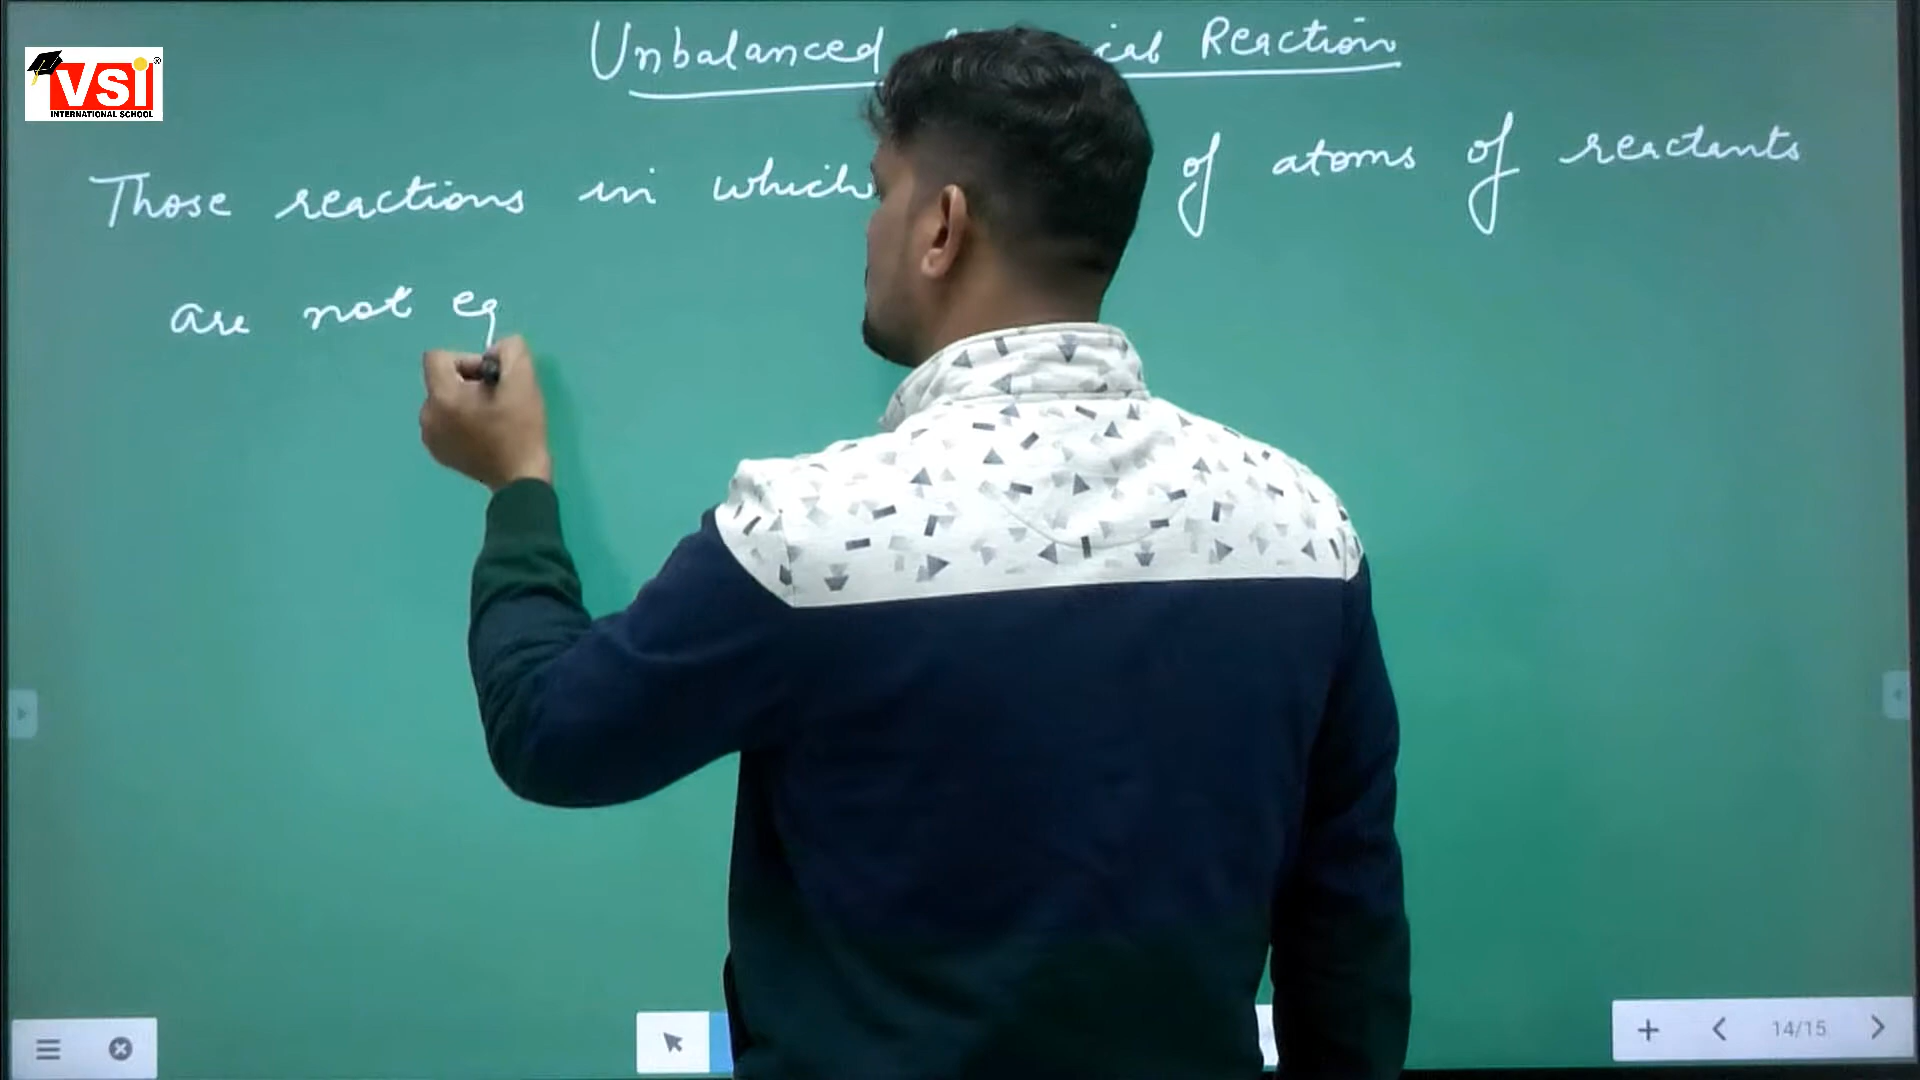 VSI
INTERNATIONAL SCHOOL
Unbalanced Reaction
Those reactions in which of atoms of reactants
are not eq
14/15